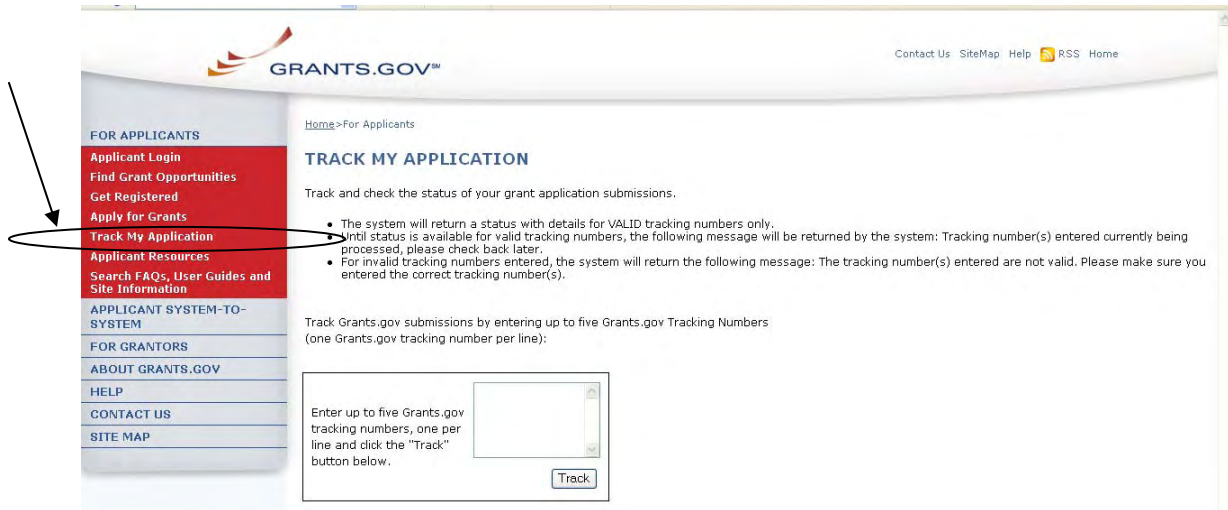 GRANTS.GOV℠
Contact Us SiteMap Help RSS Home
FOR APPLICANTS
Applicant Login
Find Grant Opportunities
Get Registered
Apply for Grants
Track My Application
Applicant Resources
Search FAQs, User Guides and
Site Information
APPLICANT SYSTEM-TO-
SYSTEM
FOR GRANTORS
ABOUT GRANTS.GOV
HELP
CONTACT US
SITE MAP
Home>For Applicants
TRACK MY APPLICATION
Track and check the status of your grant application submissions.
• The system will return a status with details for VALID tracking numbers only.
• Until status is available for valid tracking numbers, the following message will be returned by the system: Tracking number(s) entered currently being
processed, please check back later.
• For invalid tracking numbers entered, the system will return the following message: The tracking number(s) entered are not valid. Please make sure you
entered the correct tracking number(s).
Track Grants.gov submissions by entering up to five Grants.gov Tracking Numbers
(one Grants.gov tracking number per line):
Enter up to five Grants.gov
tracking numbers, one per
line and click the "Track"
button below.
Track